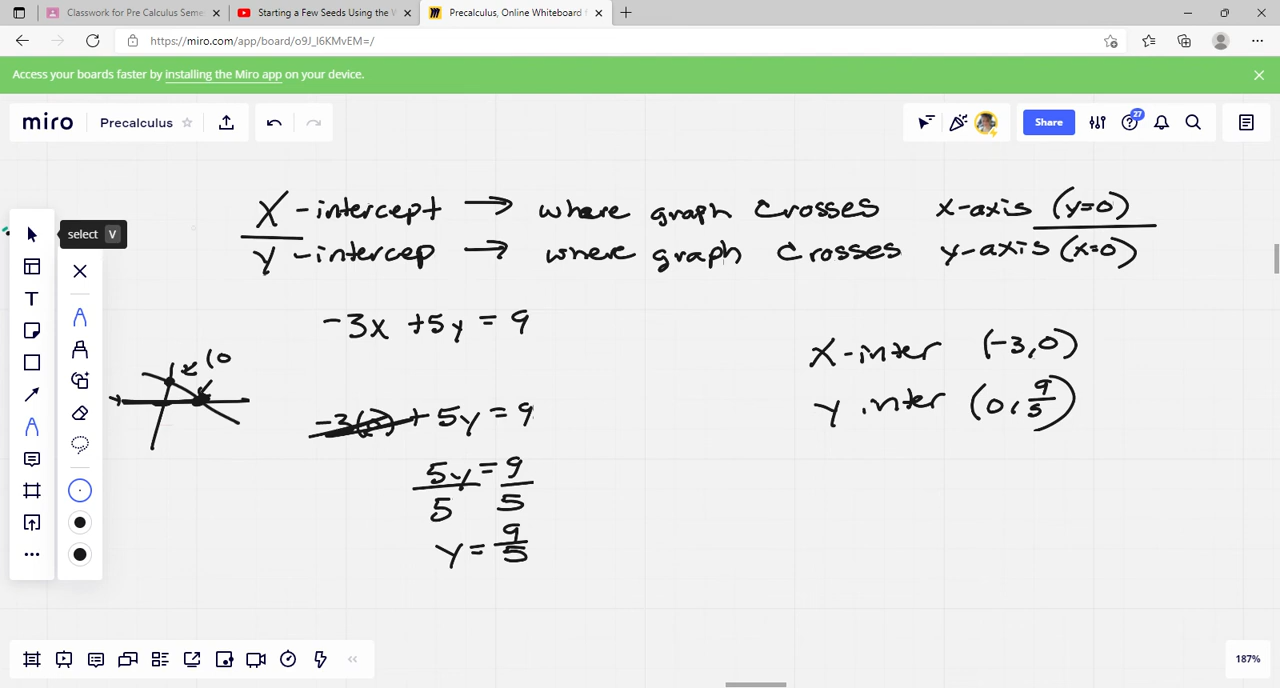 Classwork for Pre Calculus Seme
Starting a Few Seeds Using the W
Precalculus, Online Whiteboard f
https://miro.com/app/board/o9J_l6KMvEM=/
Access your boards faster by installing the Miro app on your device.
miro
Precalculus
Share
27
select V
X-intercept → where graph crosses x-axis (y=0)
Y-intercep → where graph crosses y-axis (x=0)
-3x +5y = 9
X-inter (-3,0)
Y inter (0, 9/5)
-3(0) + 5y = 9
5y/5 = 9/5
y = 9/5
187%